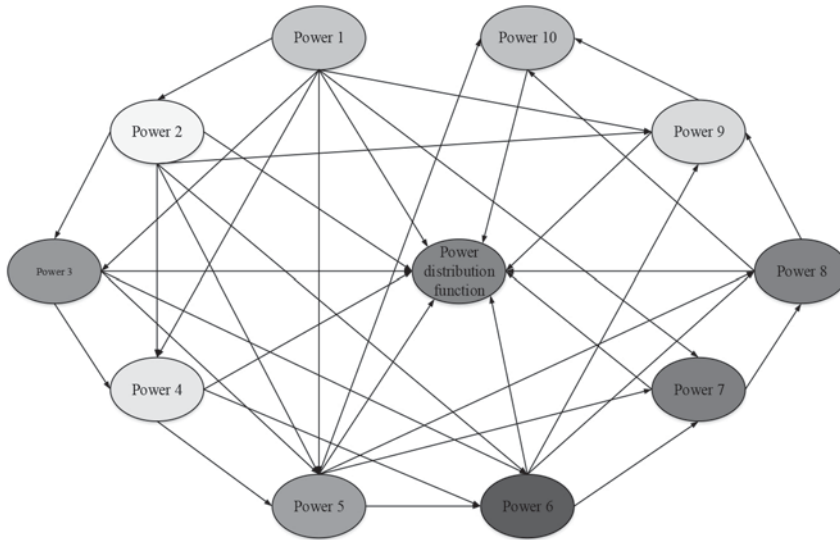 Power 1
Power 10
Power 2
Power 9
Power 3
Power
distribution
function
Power 8
Power 4
Power 7
Power 5
Power 6